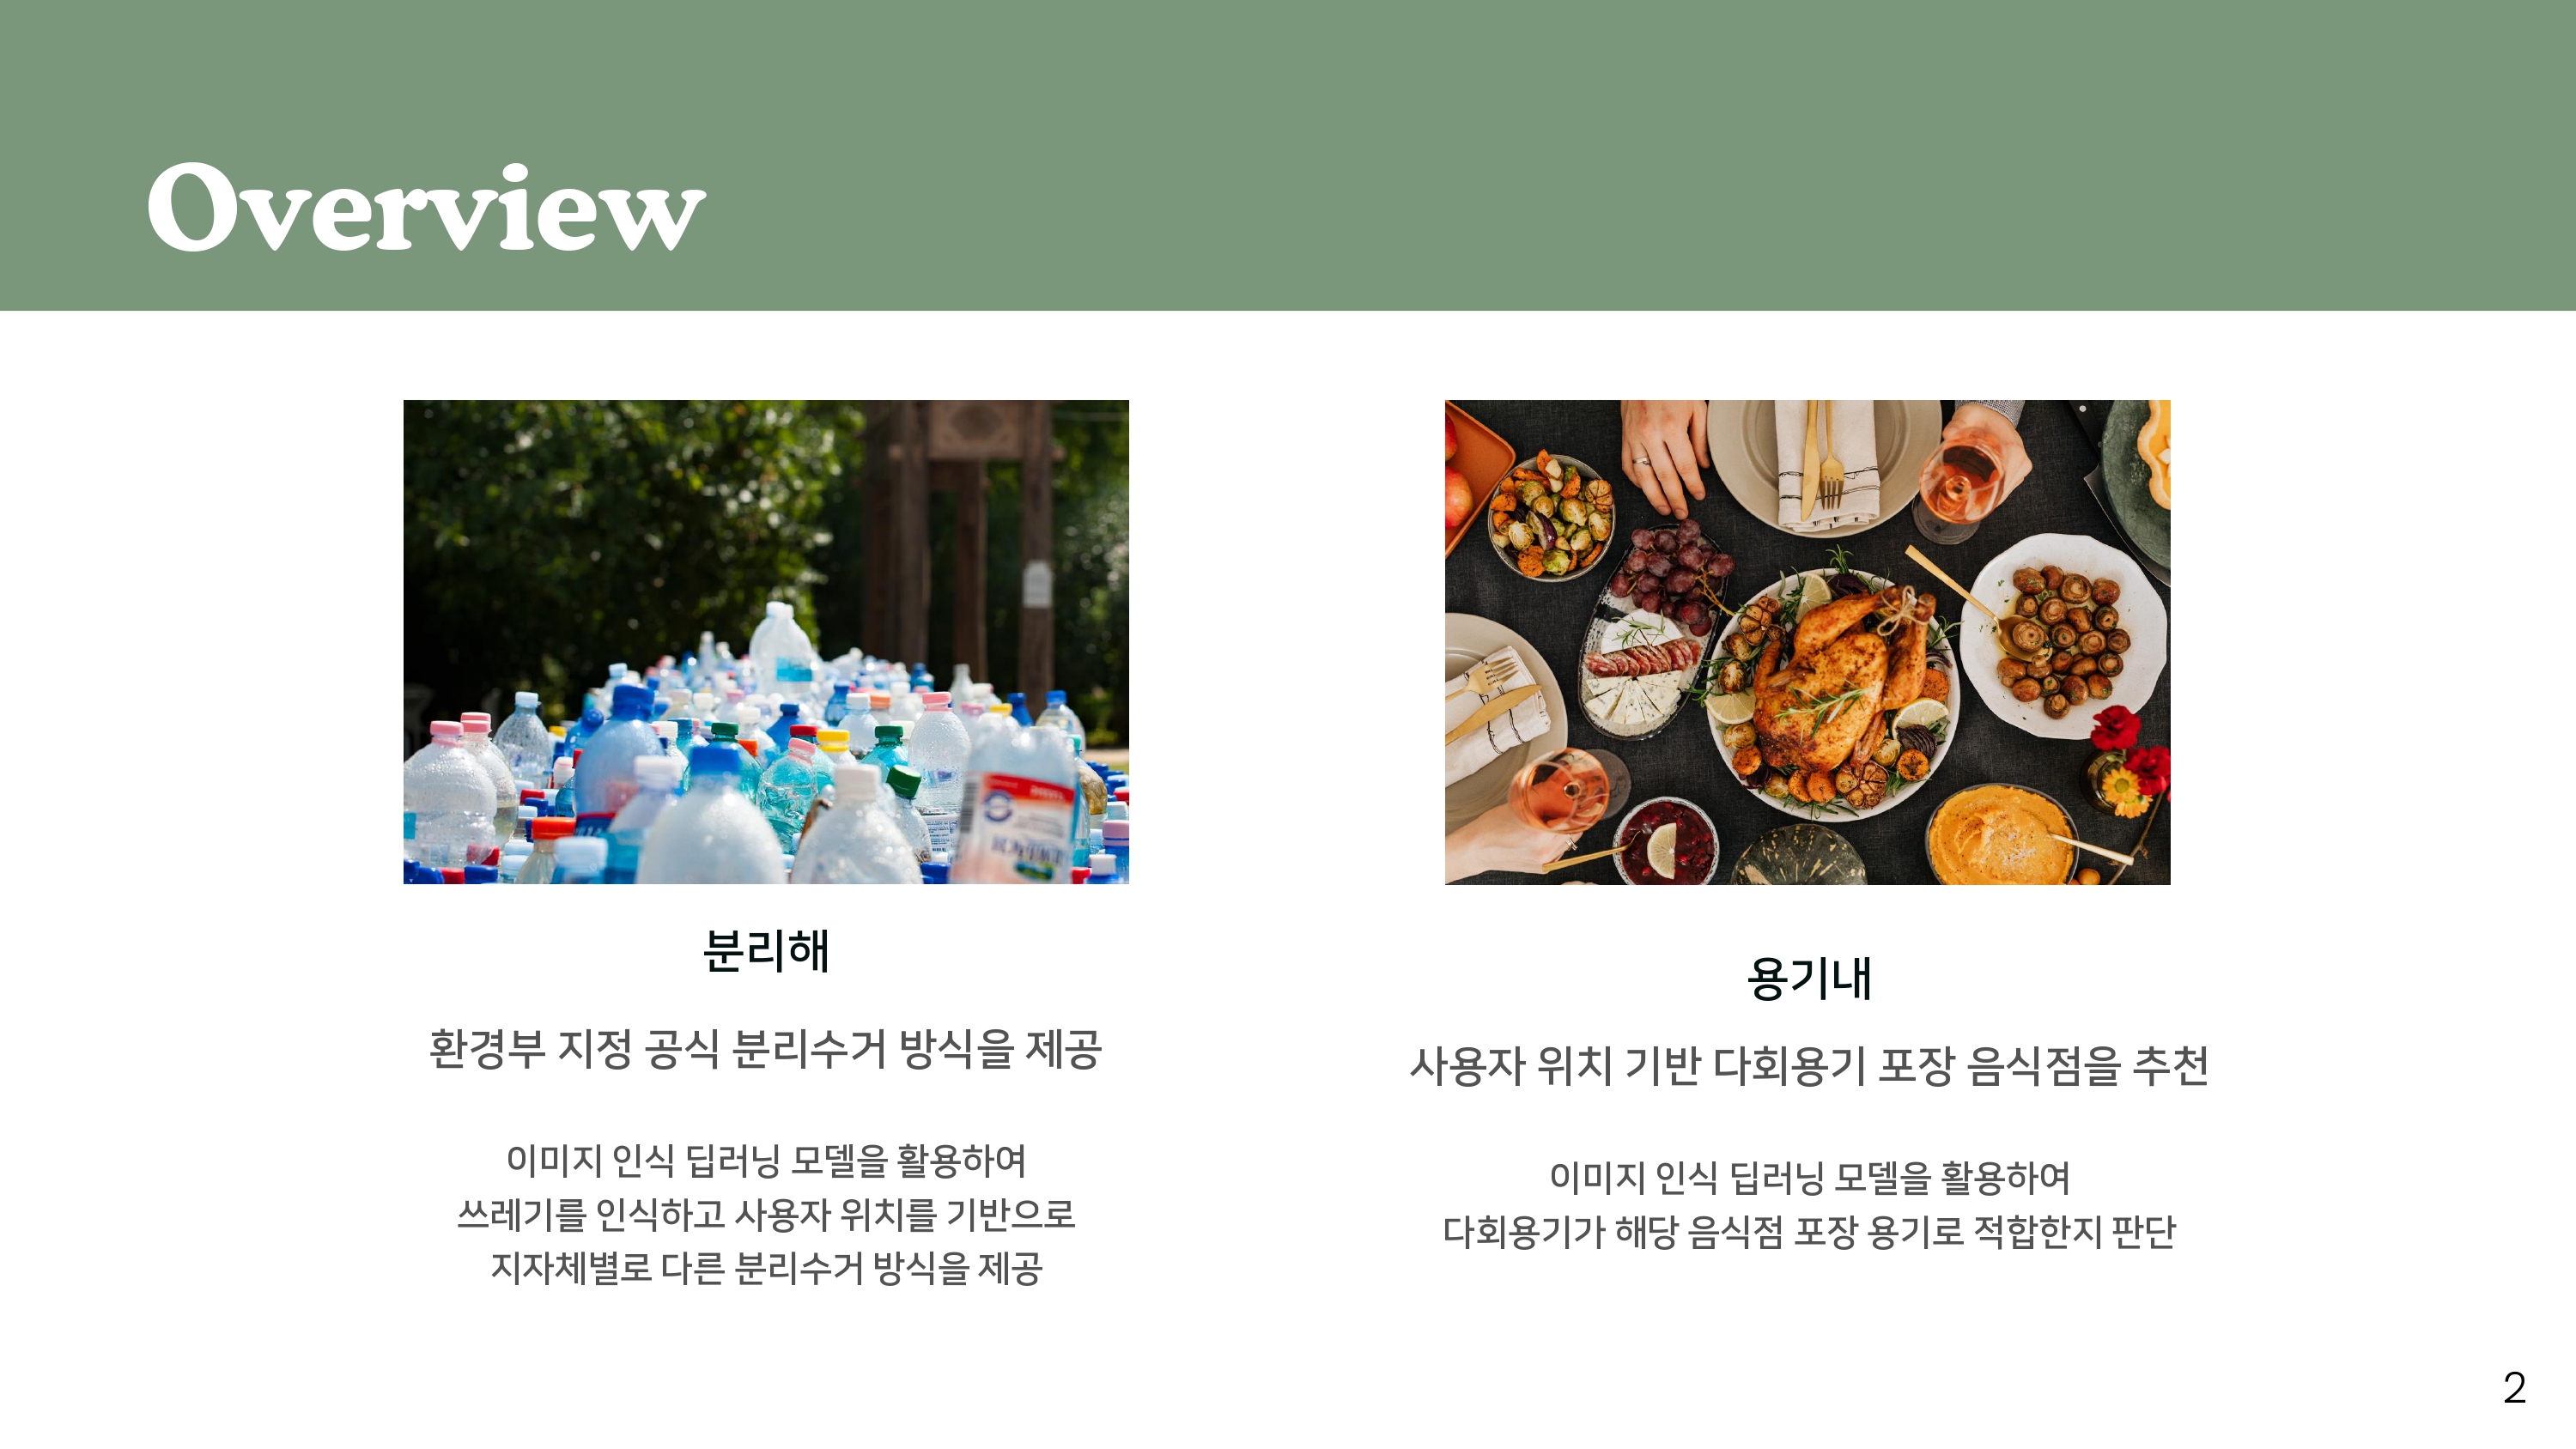 Overview
분리해
환경부 지정 공식 분리수거 방식을 제공
이미지 인식 딥러닝 모델을 활용하여
쓰레기를 인식하고 사용자 위치를 기반으로
지자체별로 다른 분리수거 방식을 제공
용기내
사용자 위치 기반 다회용기 포장 음식점을 추천
이미지 인식 딥러닝 모델을 활용하여
다회용기가 해당 음식점 포장 용기로 적합한지 판단
2